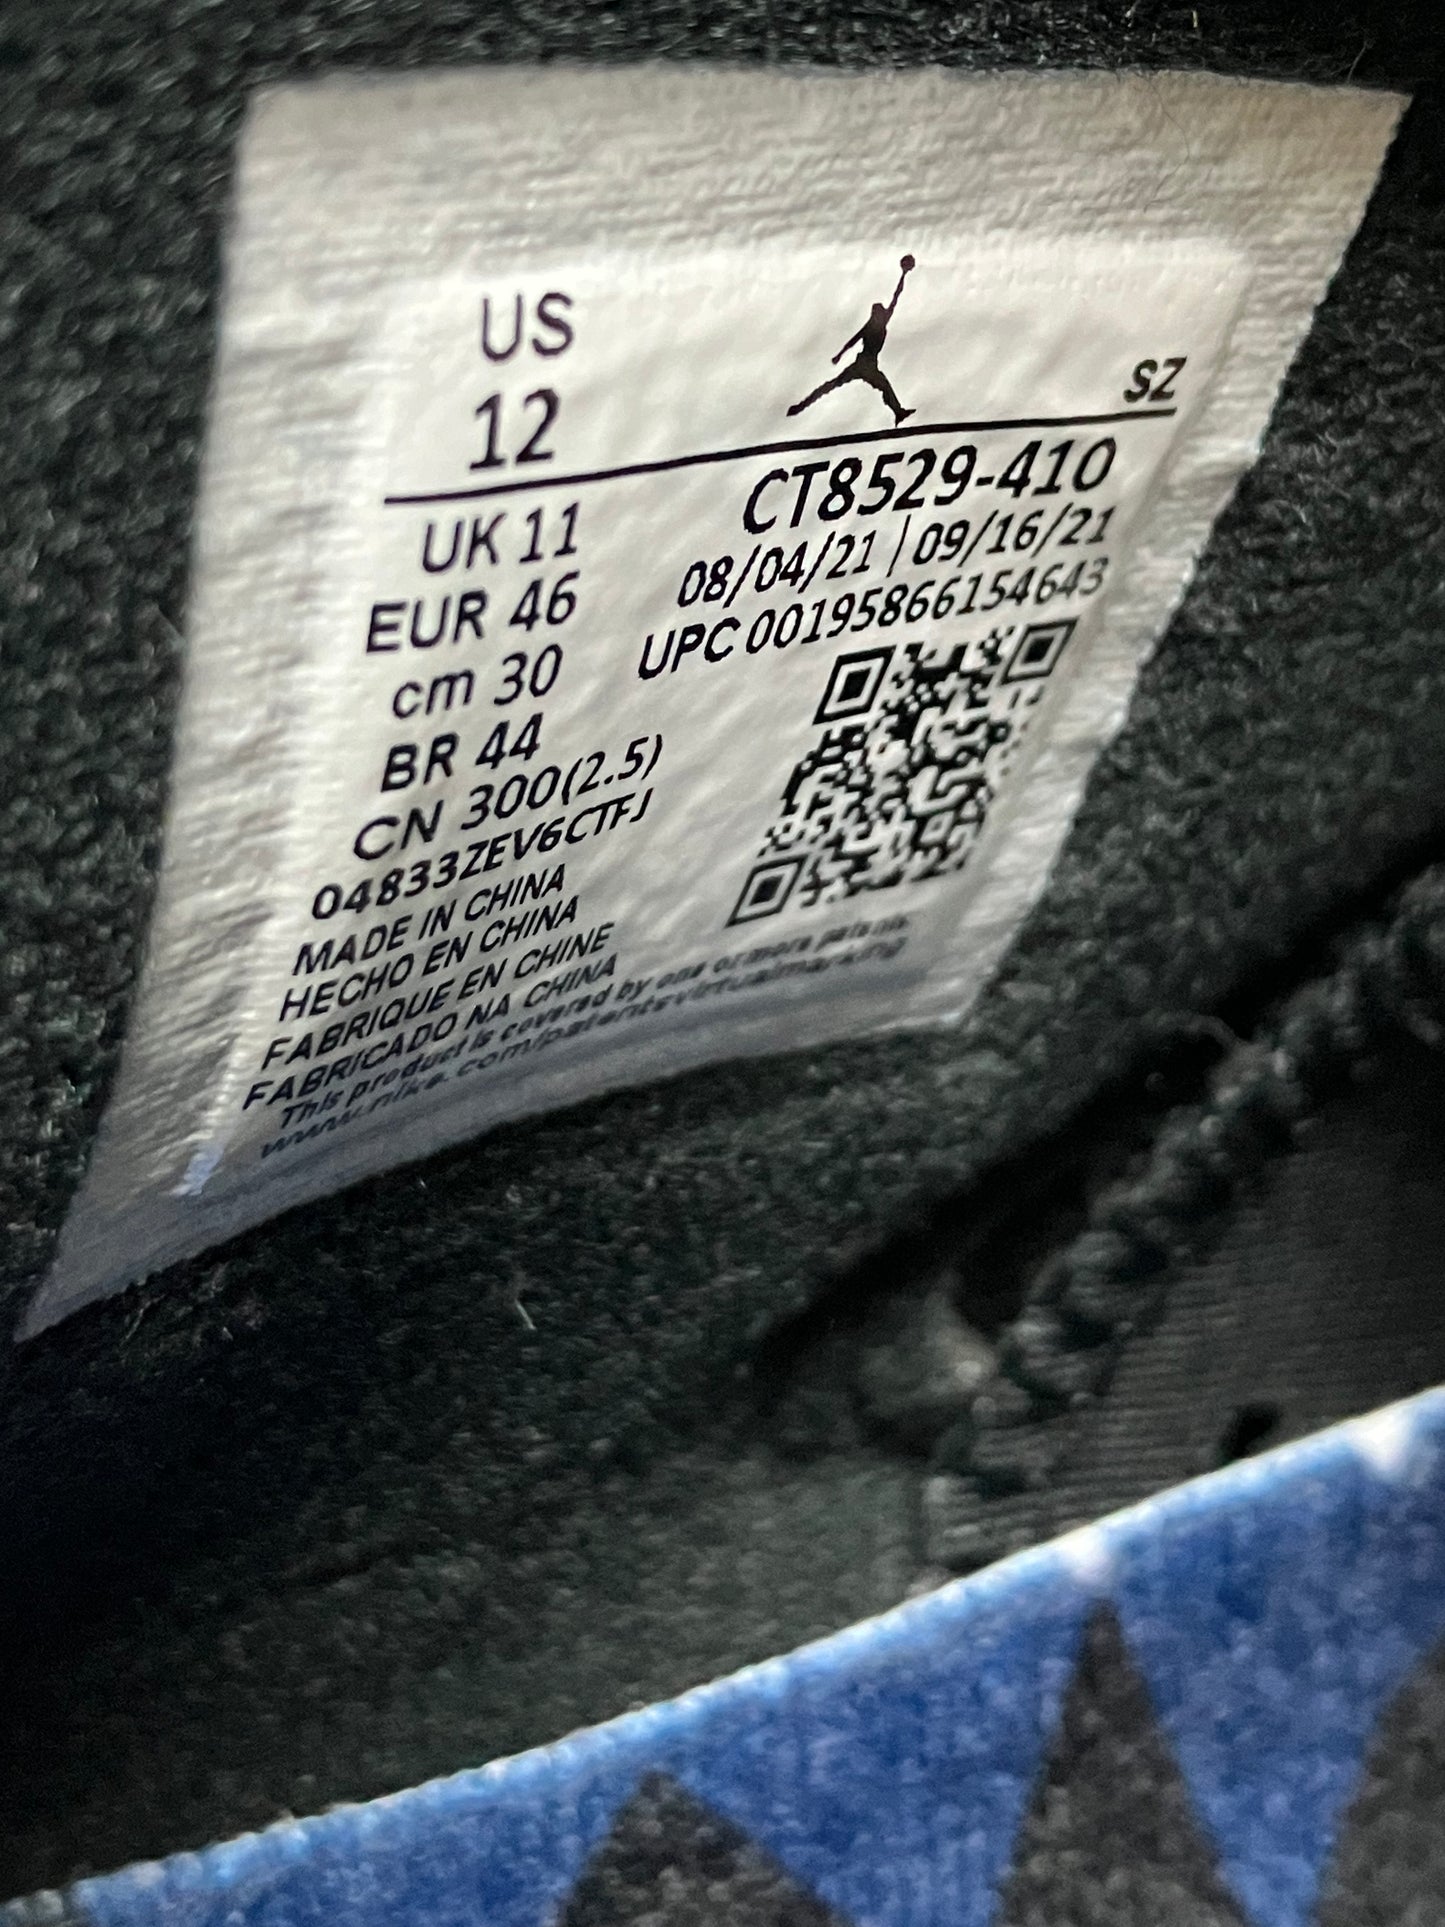 US
12
SZ
UK 11
EUR 46
cm 30
BR 44
CN 300(2.5)
04833ZEV6CTFJ
MADE IN CHINA
HECHO EN CHINA
FABRIQUE EN CHINE
FABRICADO NA CHINA
CT8529-410
08/04/21 | 09/16/21
UPC 00195866154643
This product is covered by one or more patents.
www.nike.com/patentsvirtualmarking